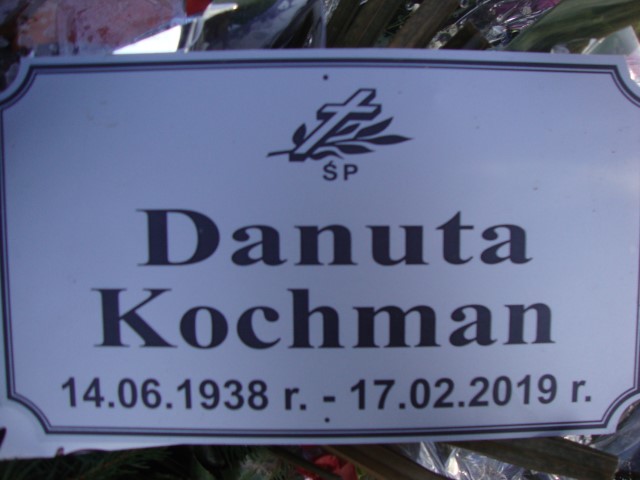 ŚP
Danuta
Kochman
14.06.1938 r. - 17.02.2019 r.